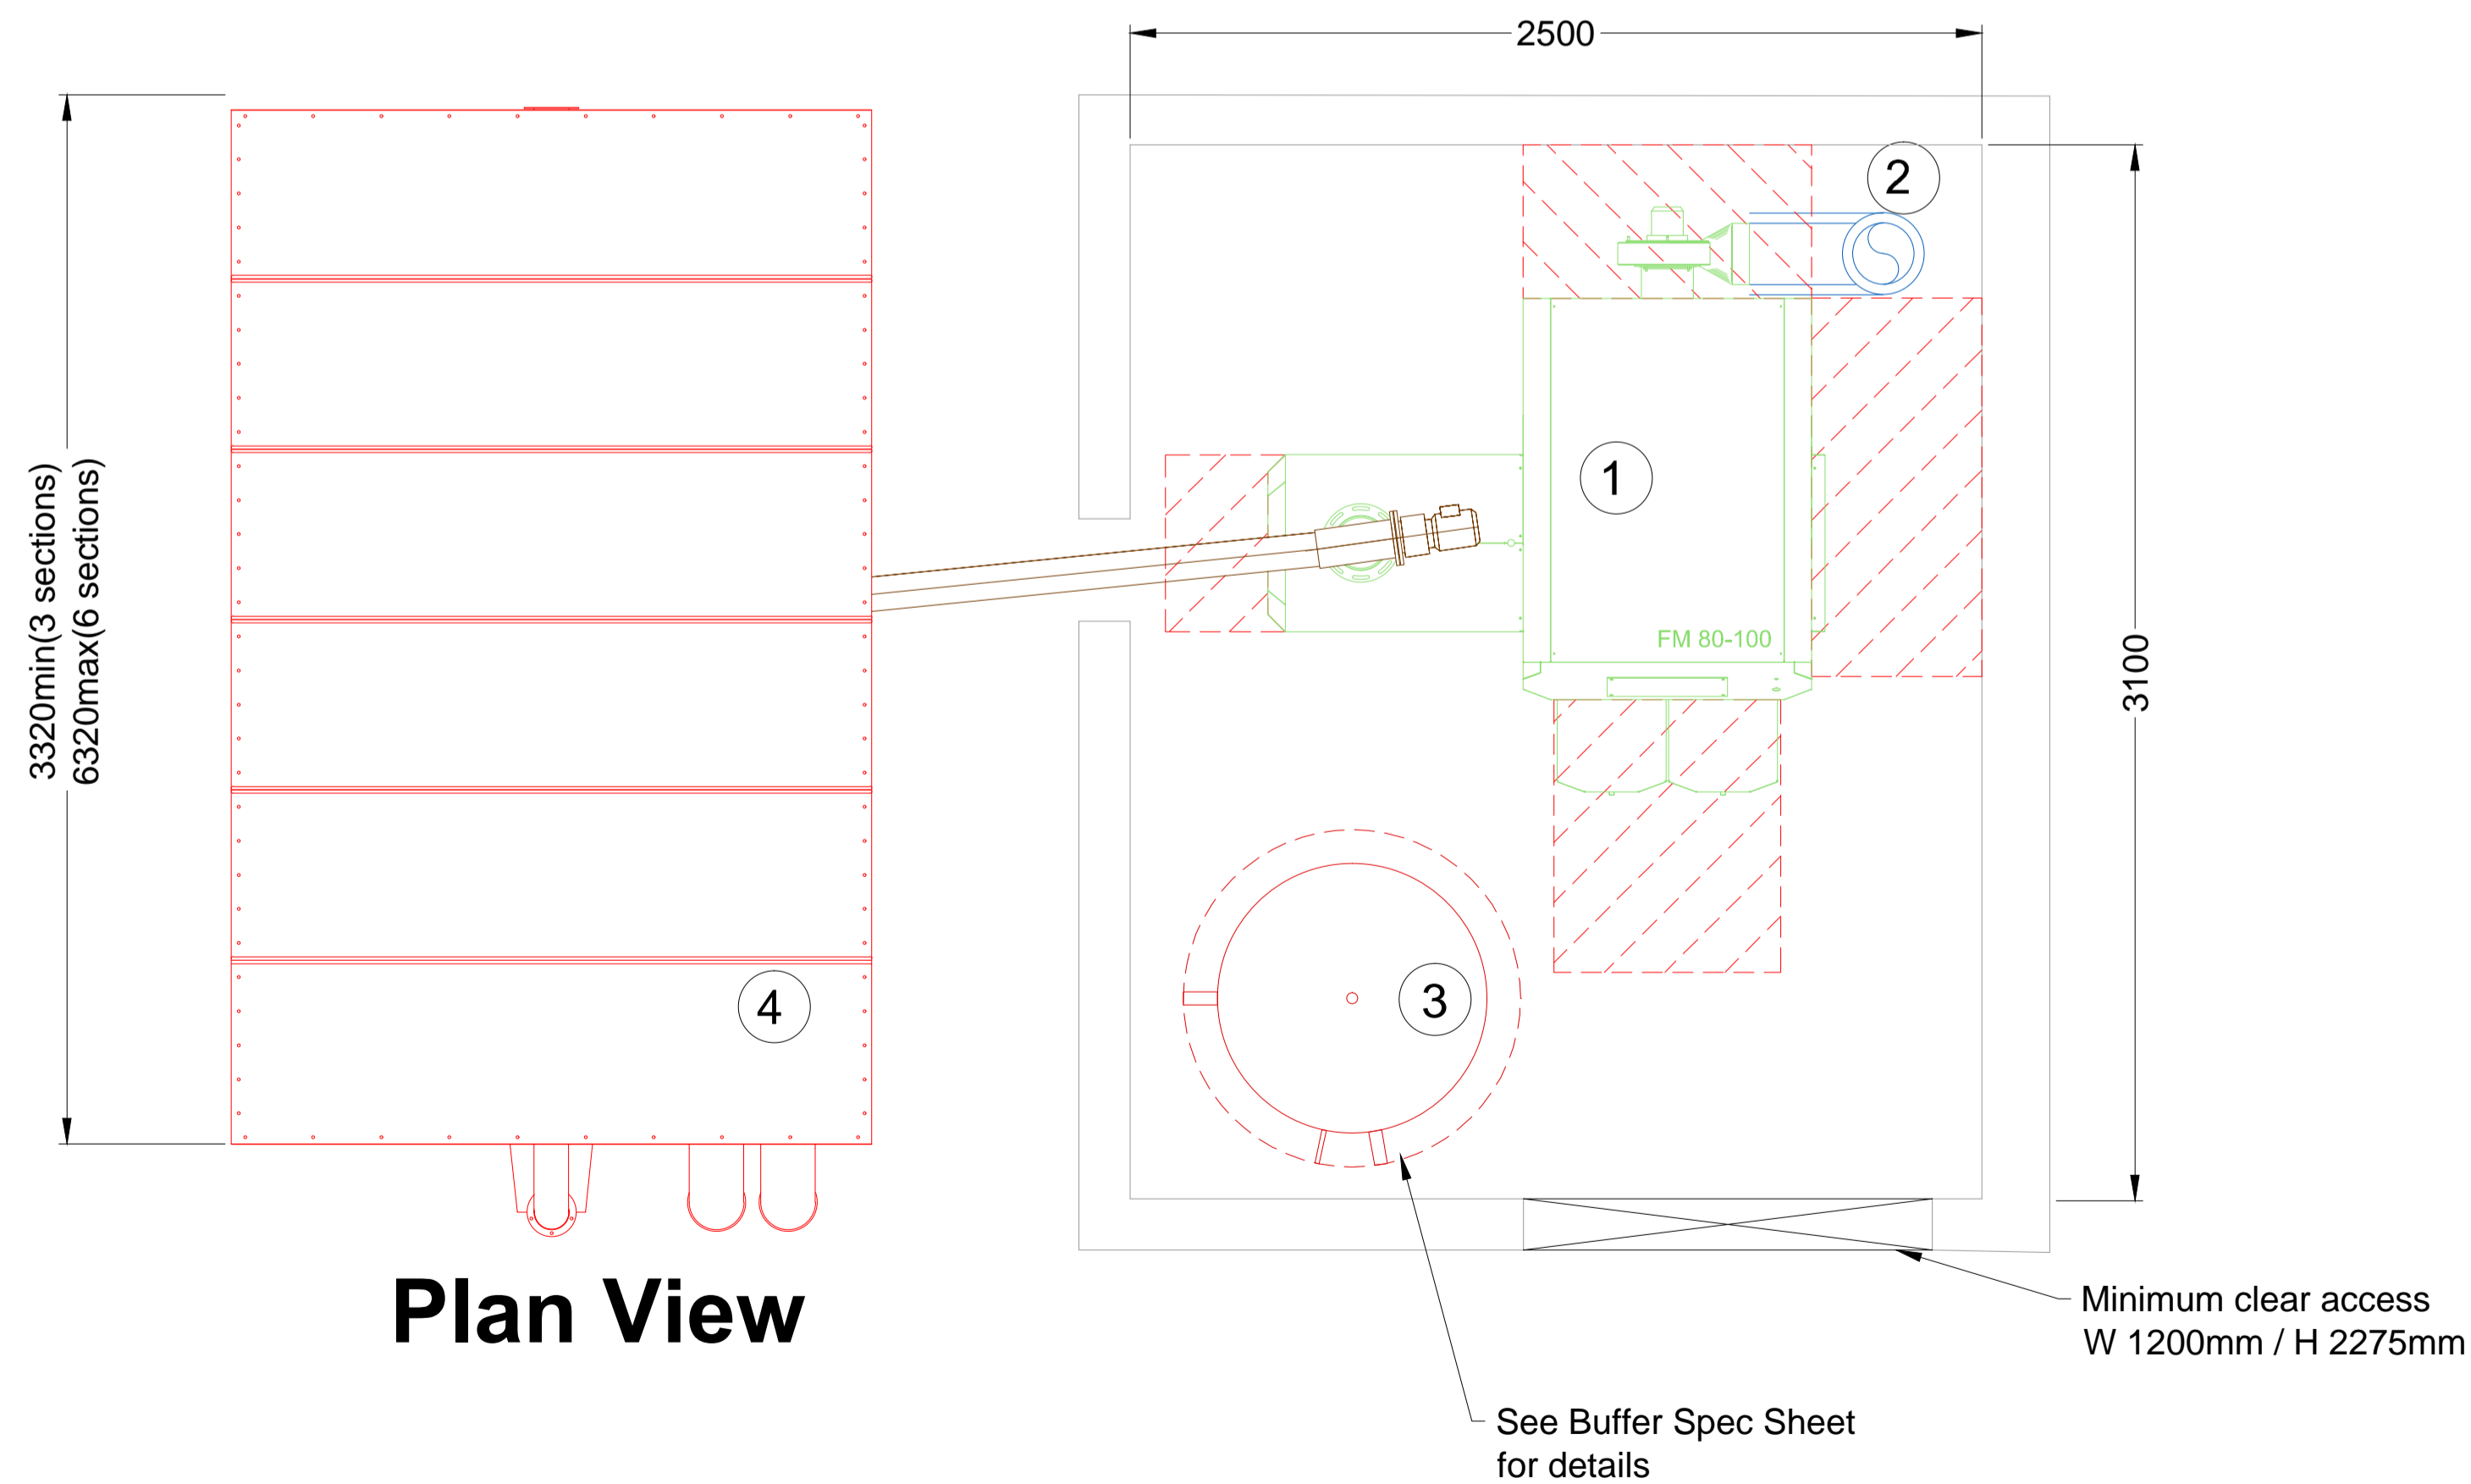 2500
2
3320min(3 sections)
6320max(6 sections)
1
FM 80-100
3100
3
4
Plan View
Minimum clear access
W 1200mm / H 2275mm
See Buffer Spec Sheet
for details